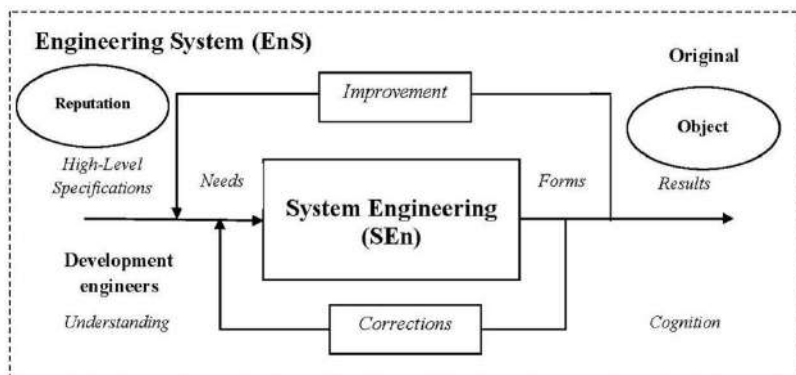 Engineering System (EnS)
Original
Reputation
Improvement
Object
High-Level
Specifications
Needs
Forms
Results
System Engineering
(SEn)
Development
engineers
Understanding
Corrections
Cognition